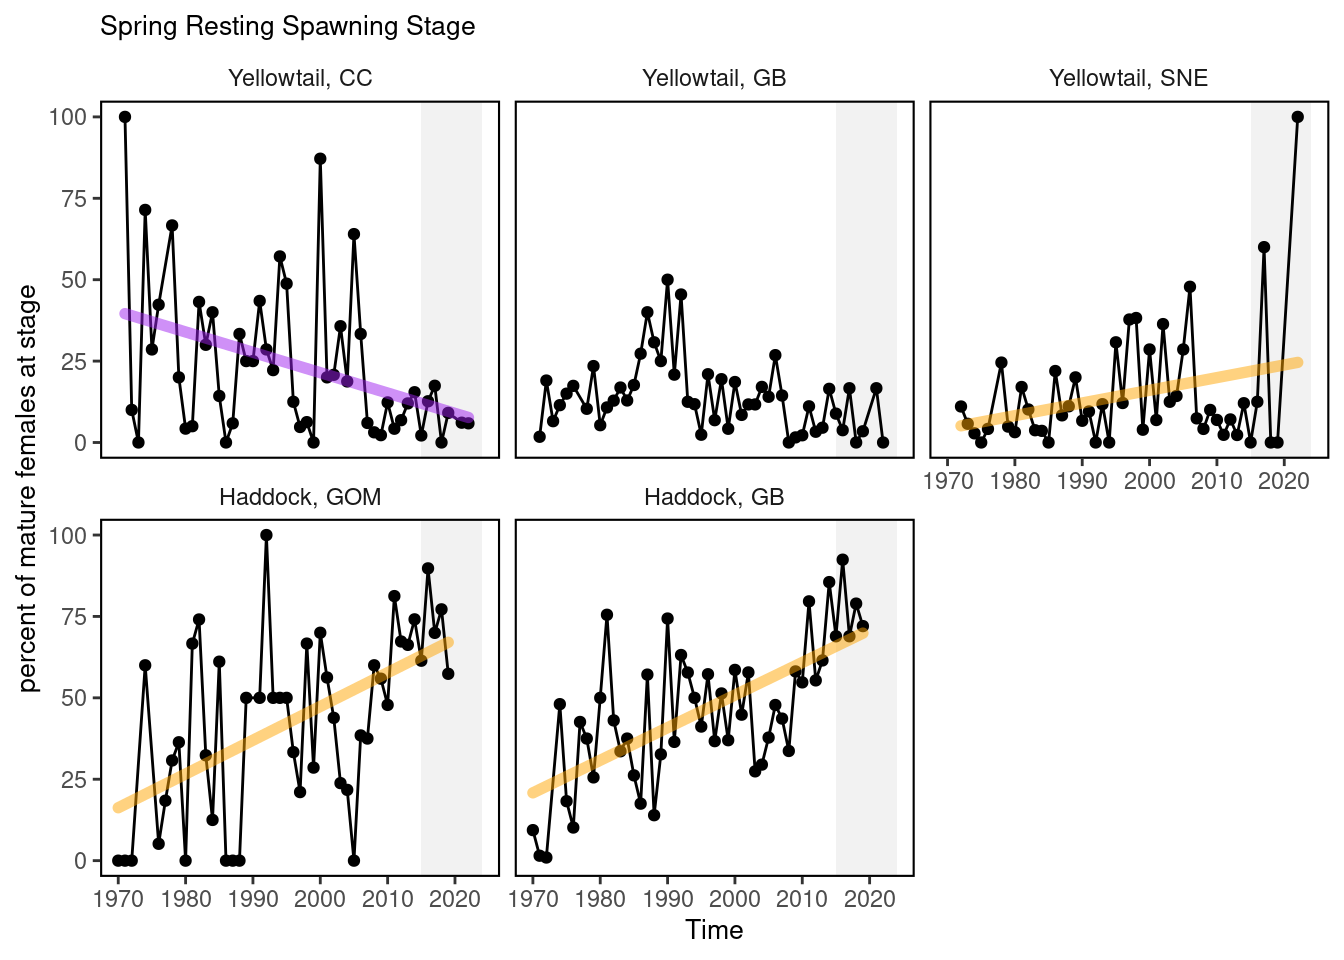 Spring Resting Spawning Stage
Yellowtail, CC
Yellowtail, GB
Yellowtail, SNE
100
75
50
25
0
1970 1980 1990 2000 2010 2020
Haddock, GOM
Haddock, GB
100
75
50
25
0
1970 1980 1990 2000 2010 2020
1970 1980 1990 2000 2010 2020
percent of mature females at stage
Time